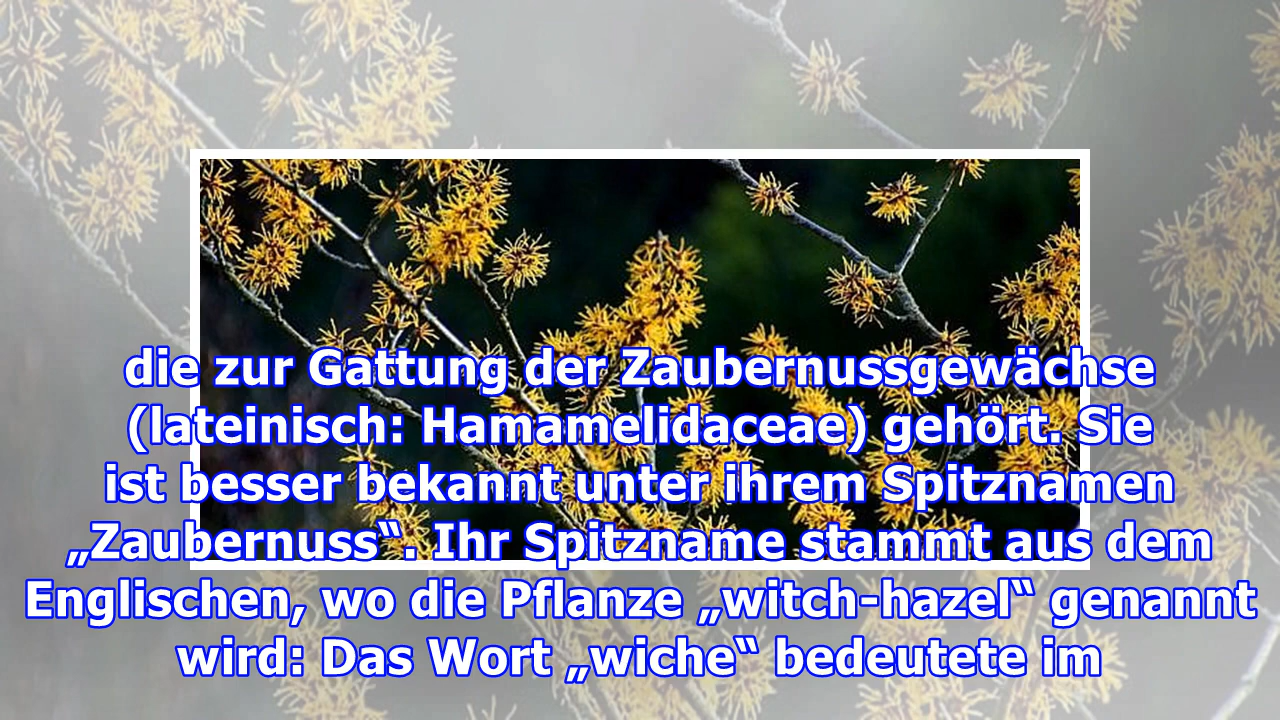 die zur Gattung der Zaubernussgewächse
(lateinisch: Hamamelidaceae) gehört. Sie
ist besser bekannt unter ihrem Spitznamen
„Zaubernuss“. Ihr Spitzname stammt aus dem
Englischen, wo die Pflanze „witch-hazel“ genannt
wird: Das Wort „wiche“ bedeutete im